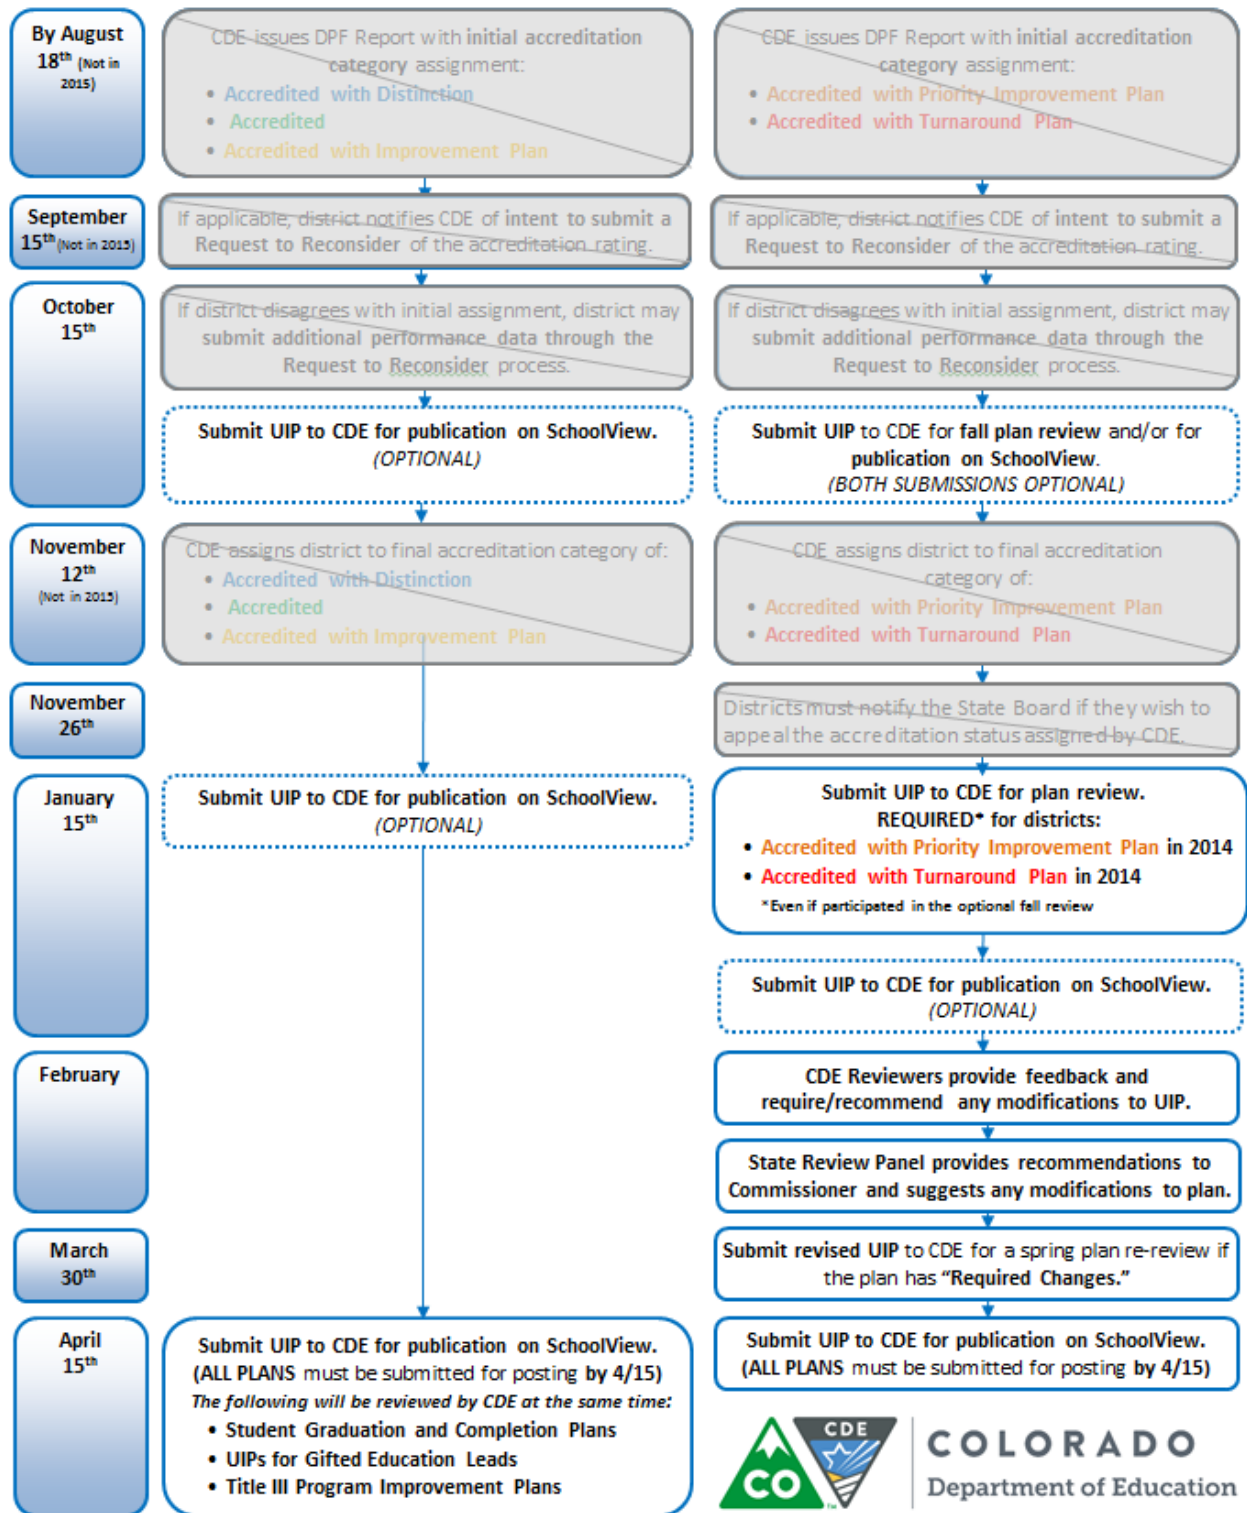 By August
18th (Not in
2015)
CDE issues DPF Report with initial accreditation
category assignment:
• Accredited with Distinction
• Accredited
• Accredited with Improvement Plan
CDE issues DPF Report with initial accreditation
category assignment:
• Accredited with Priority Improvement Plan
• Accredited with Turnaround Plan
September
15th (Not in 2015)
If applicable, district notifies CDE of intent to submit a
Request to Reconsider of the accreditation rating.
If applicable, district notifies CDE of intent to submit a
Request to Reconsider of the accreditation rating.
October
15th
If district disagrees with initial assignment, district may
submit additional performance data through the
Request to Reconsider process.
If district disagrees with initial assignment, district may
submit additional performance data through the
Request to Reconsider process.
Submit UIP to CDE for publication on SchoolView.
(OPTIONAL)
Submit UIP to CDE for fall plan review and/or for
publication on SchoolView.
(BOTH SUBMISSIONS OPTIONAL)
November
12th
(Not in 2015)
CDE assigns district to final accreditation category of:
• Accredited with Distinction
• Accredited
• Accredited with Improvement Plan
CDE assigns district to final accreditation
category of:
• Accredited with Priority Improvement Plan
• Accredited with Turnaround Plan
November
26th
Districts must notify the State Board if they wish to
appeal the accreditation status assigned by CDE.
January
15th
Submit UIP to CDE for publication on SchoolView.
(OPTIONAL)
Submit UIP to CDE for plan review.
REQUIRED* for districts:
• Accredited with Priority Improvement Plan in 2014
• Accredited with Turnaround Plan in 2014
*Even if participated in the optional fall review
Submit UIP to CDE for publication on SchoolView.
(OPTIONAL)
February
CDE Reviewers provide feedback and
require/recommend any modifications to UIP.
State Review Panel provides recommendations to
Commissioner and suggests any modifications to plan.
March
30th
Submit revised UIP to CDE for a spring plan re-review if
the plan has “Required Changes.”
April
15th
Submit UIP to CDE for publication on SchoolView.
(ALL PLANS must be submitted for posting by 4/15)
The following will be reviewed by CDE at the same time:
• Student Graduation and Completion Plans
• UIPs for Gifted Education Leads
• Title III Program Improvement Plans
Submit UIP to CDE for publication on SchoolView.
(ALL PLANS must be submitted for posting by 4/15)
CO
CDE
TM
COLORADO
Department of Education